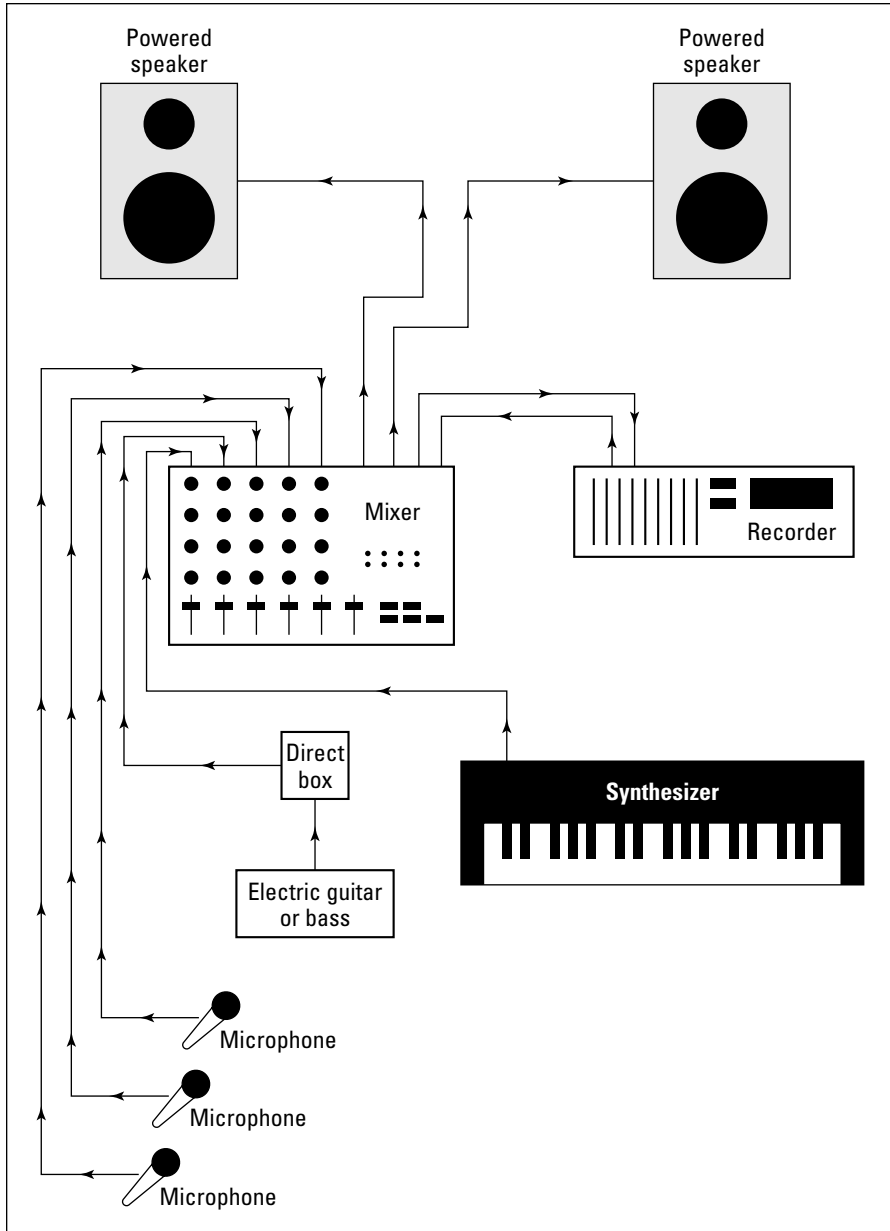 Powered
speaker
Powered
speaker
Mixer
Recorder
Direct
box
Synthesizer
Electric guitar
or bass
Microphone
Microphone
Microphone